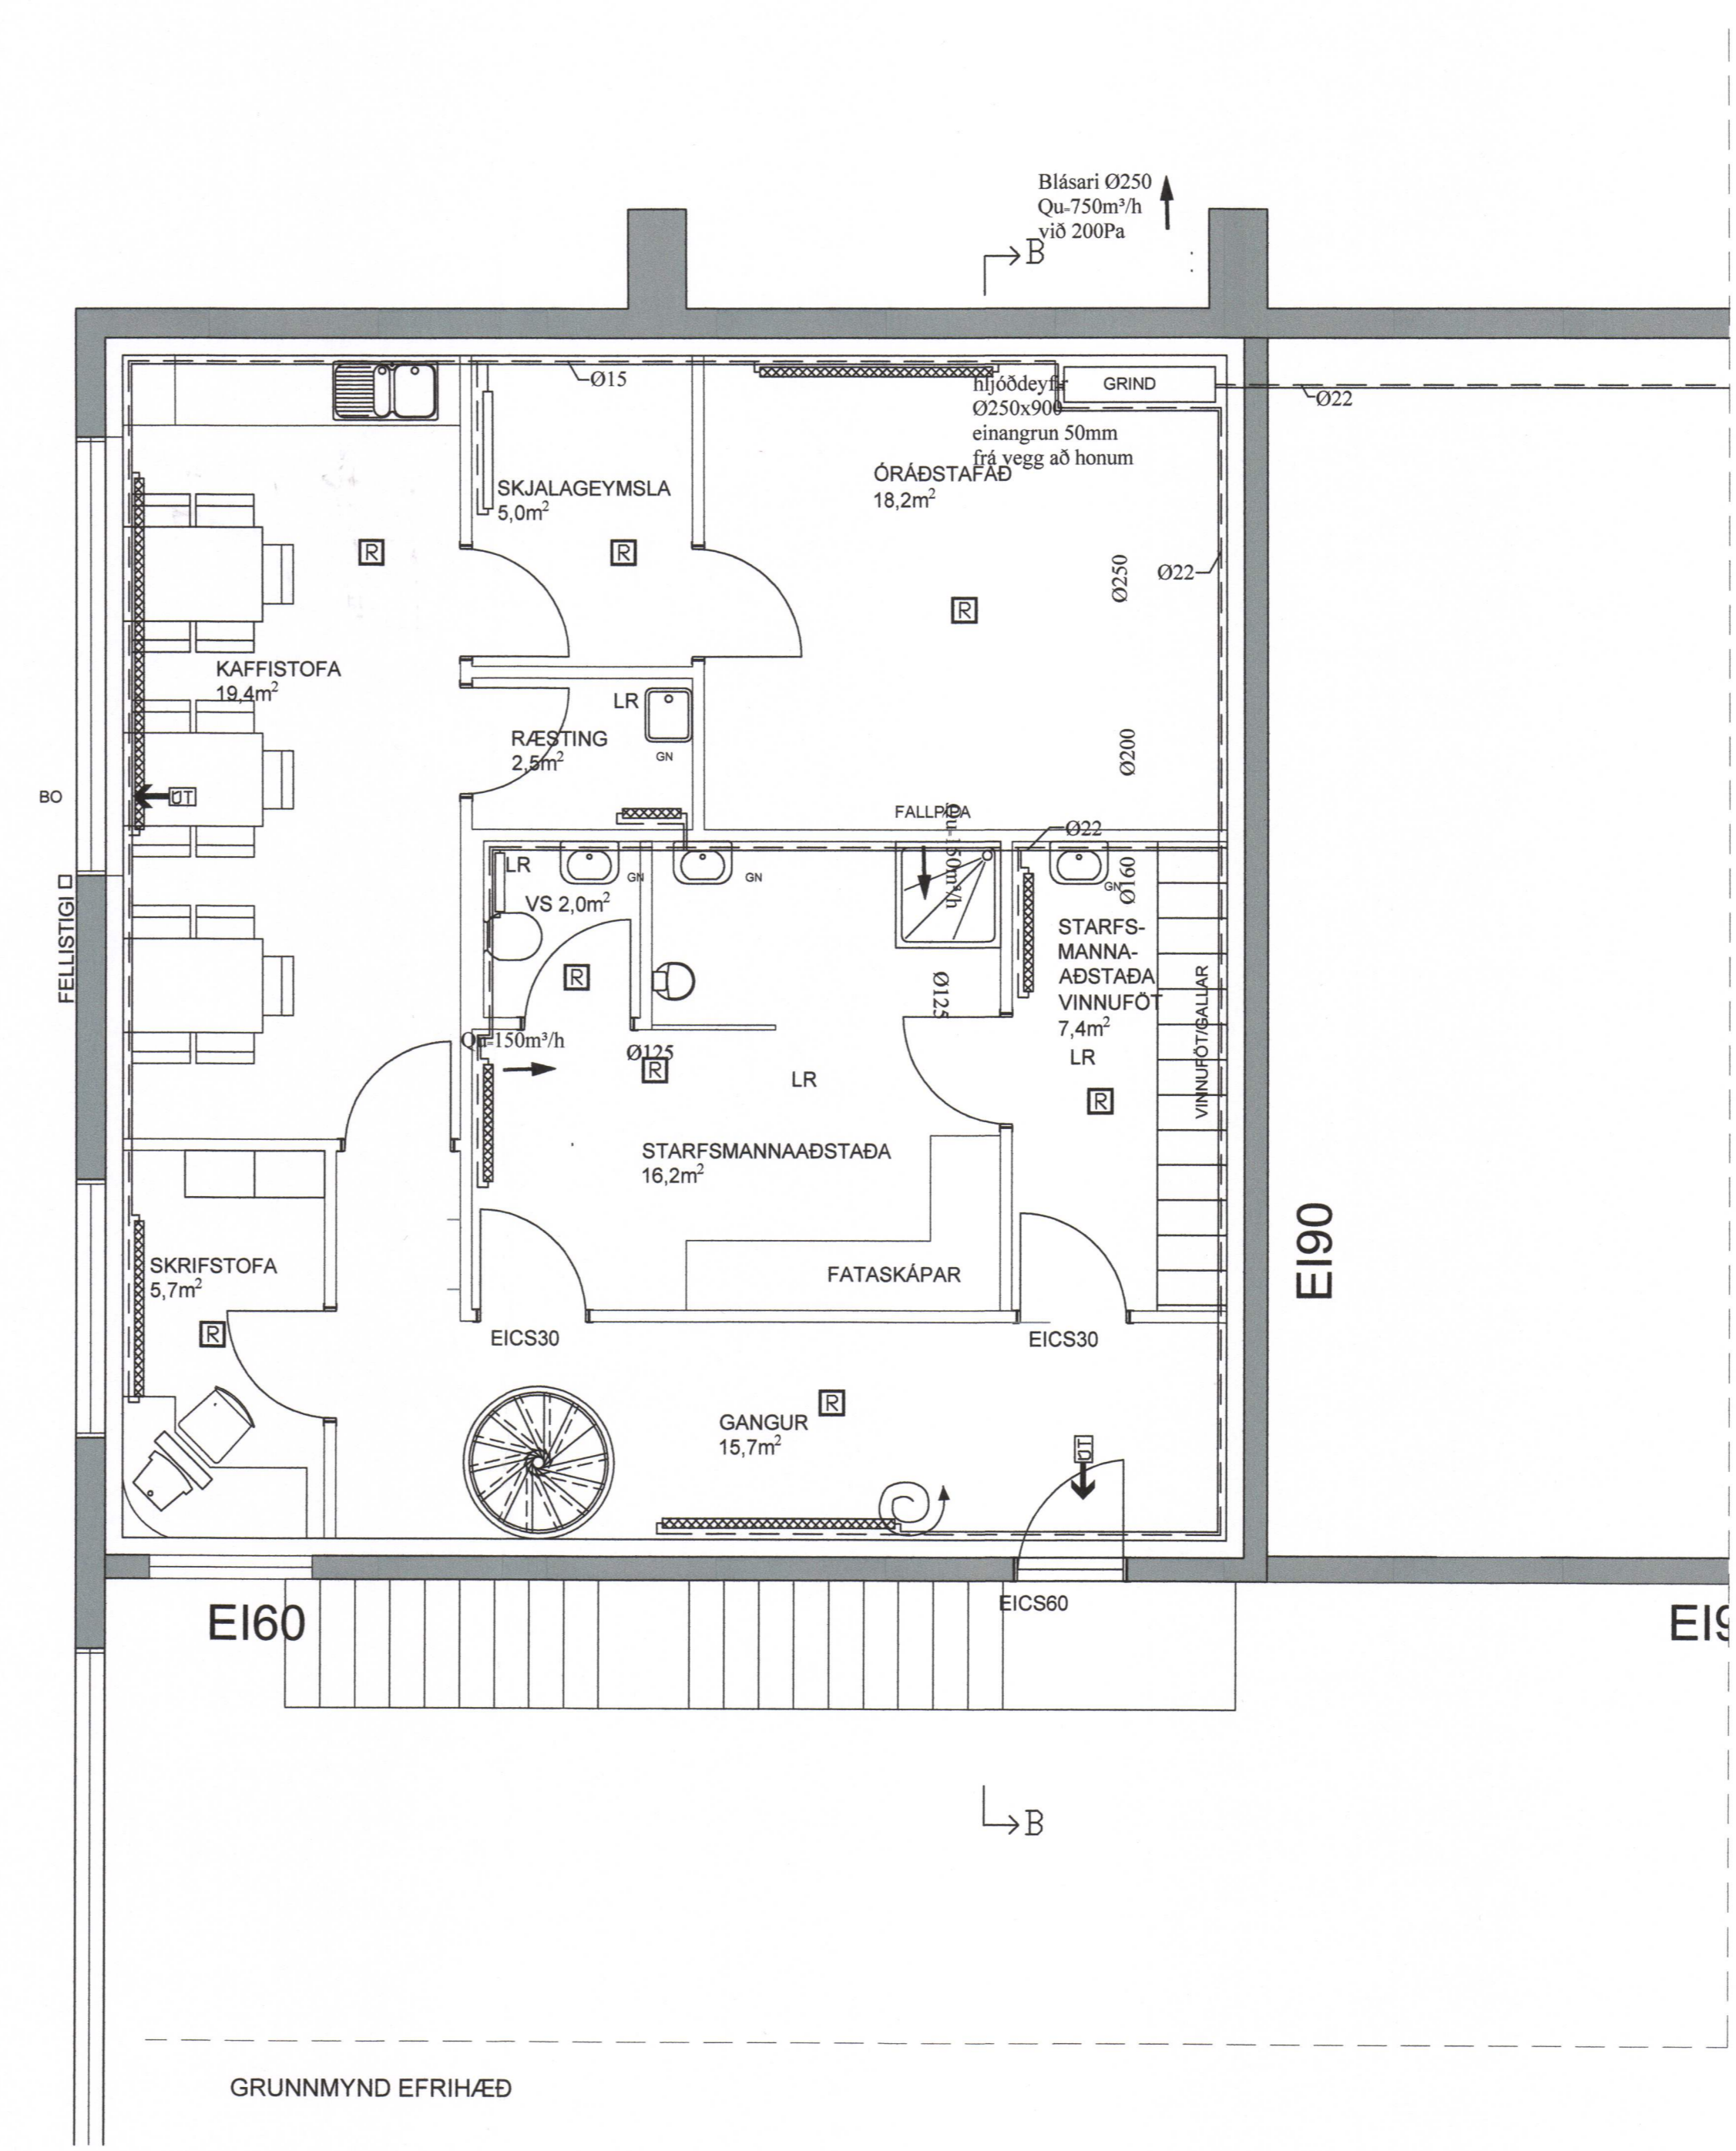 Blásari Ø250
Qu=750m³/h
við 200Pa
B
Ø15
hljóðdeyfir
Ø250x900
einangrun 50mm
frá vegg að honum
GRIND
Ø22
SKJALAGEYMSLA
5,0m²
ÓRÁÐSTAFAÐ
18,2m²
R
R
R
Ø250
Ø22
KAFFISTOFA
19,4m²
LR
RÆSTING
2,5m²
GN
Ø200
BO
ÚT
FALLPÍPA
Qu=150m³/h
Ø22
FELLISTIGI
LR
GN
VS 2,0m²
GN
GN
Ø160
STARFS-
MANNA-
AÐSTAÐA
VINNUFÖT
7,4m²
LR
R
VINNUFÖT/GALLAR
R
Ø125
Qu=150m³/h
Ø125
R
LR
STARFSMANNAAÐSTAÐA
16,2m²
SKRIFSTOFA
5,7m²
R
FATASKÁPAR
EI90
EICS30
EICS30
R
GANGUR
15,7m²
ÚT
EICS60
EI60
EI9
B
GRUNNMYND EFRIHÆÐ